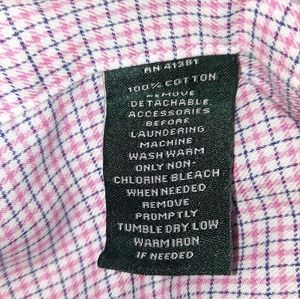 RN 41381
100% COTTON
REMOVE
DETACHABLE
ACCESSORIES
BEFORE
LAUNDERING
MACHINE
WASH WARM
ONLY NON-
CHLORINE BLEACH
WHEN NEEDED
REMOVE
PROMPTLY
TUMBLE DRY LOW
WARM IRON
IF NEEDED